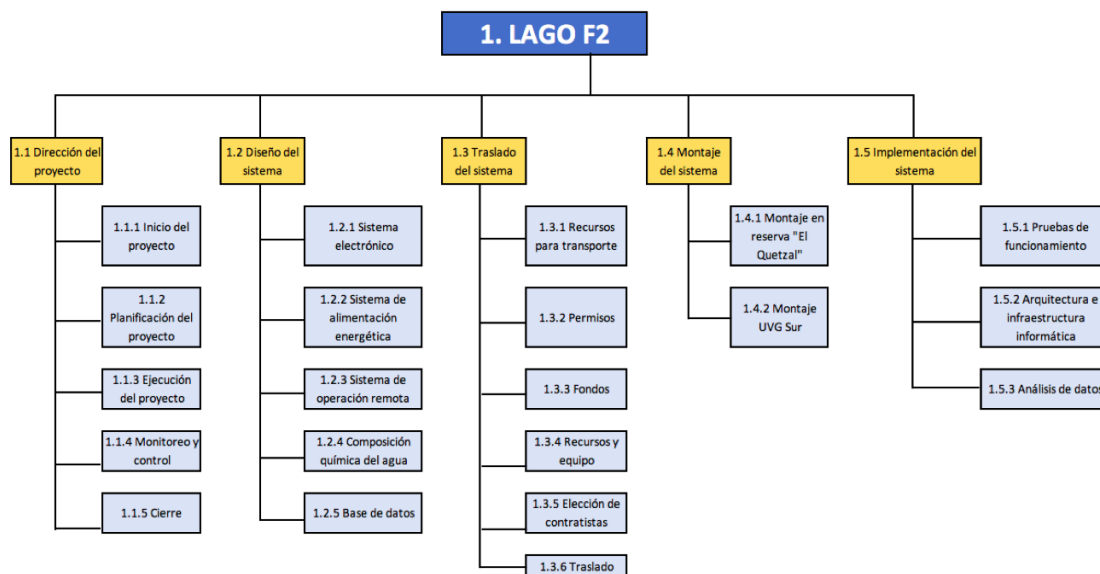 1. LAGO F2
1.1 Dirección del
proyecto
1.2 Diseño del
sistema
1.3 Traslado
del sistema
1.4 Montaje
del sistema
1.5 Implementación del
sistema
1.1.1 Inicio del
proyecto
1.1.2
Planificación del
proyecto
1.1.3 Ejecución
del proyecto
1.1.4 Monitoreo y
control
1.1.5 Cierre
1.2.1 Sistema
electrónico
1.2.2 Sistema de
alimentación
energética
1.2.3 Sistema de
operación remota
1.2.4 Composición
química del agua
1.2.5 Base de datos
1.3.1 Recursos
para transporte
1.3.2 Permisos
1.3.3 Fondos
1.3.4 Recursos y
equipo
1.3.5 Elección de
contratistas
1.3.6 Traslado
1.4.1 Montaje en
reserva "El
Quetzal"
1.4.2 Montaje
UVG Sur
1.5.1 Pruebas de
funcionamiento
1.5.2 Arquitectura e
infraestructura
informática
1.5.3 Análisis de datos